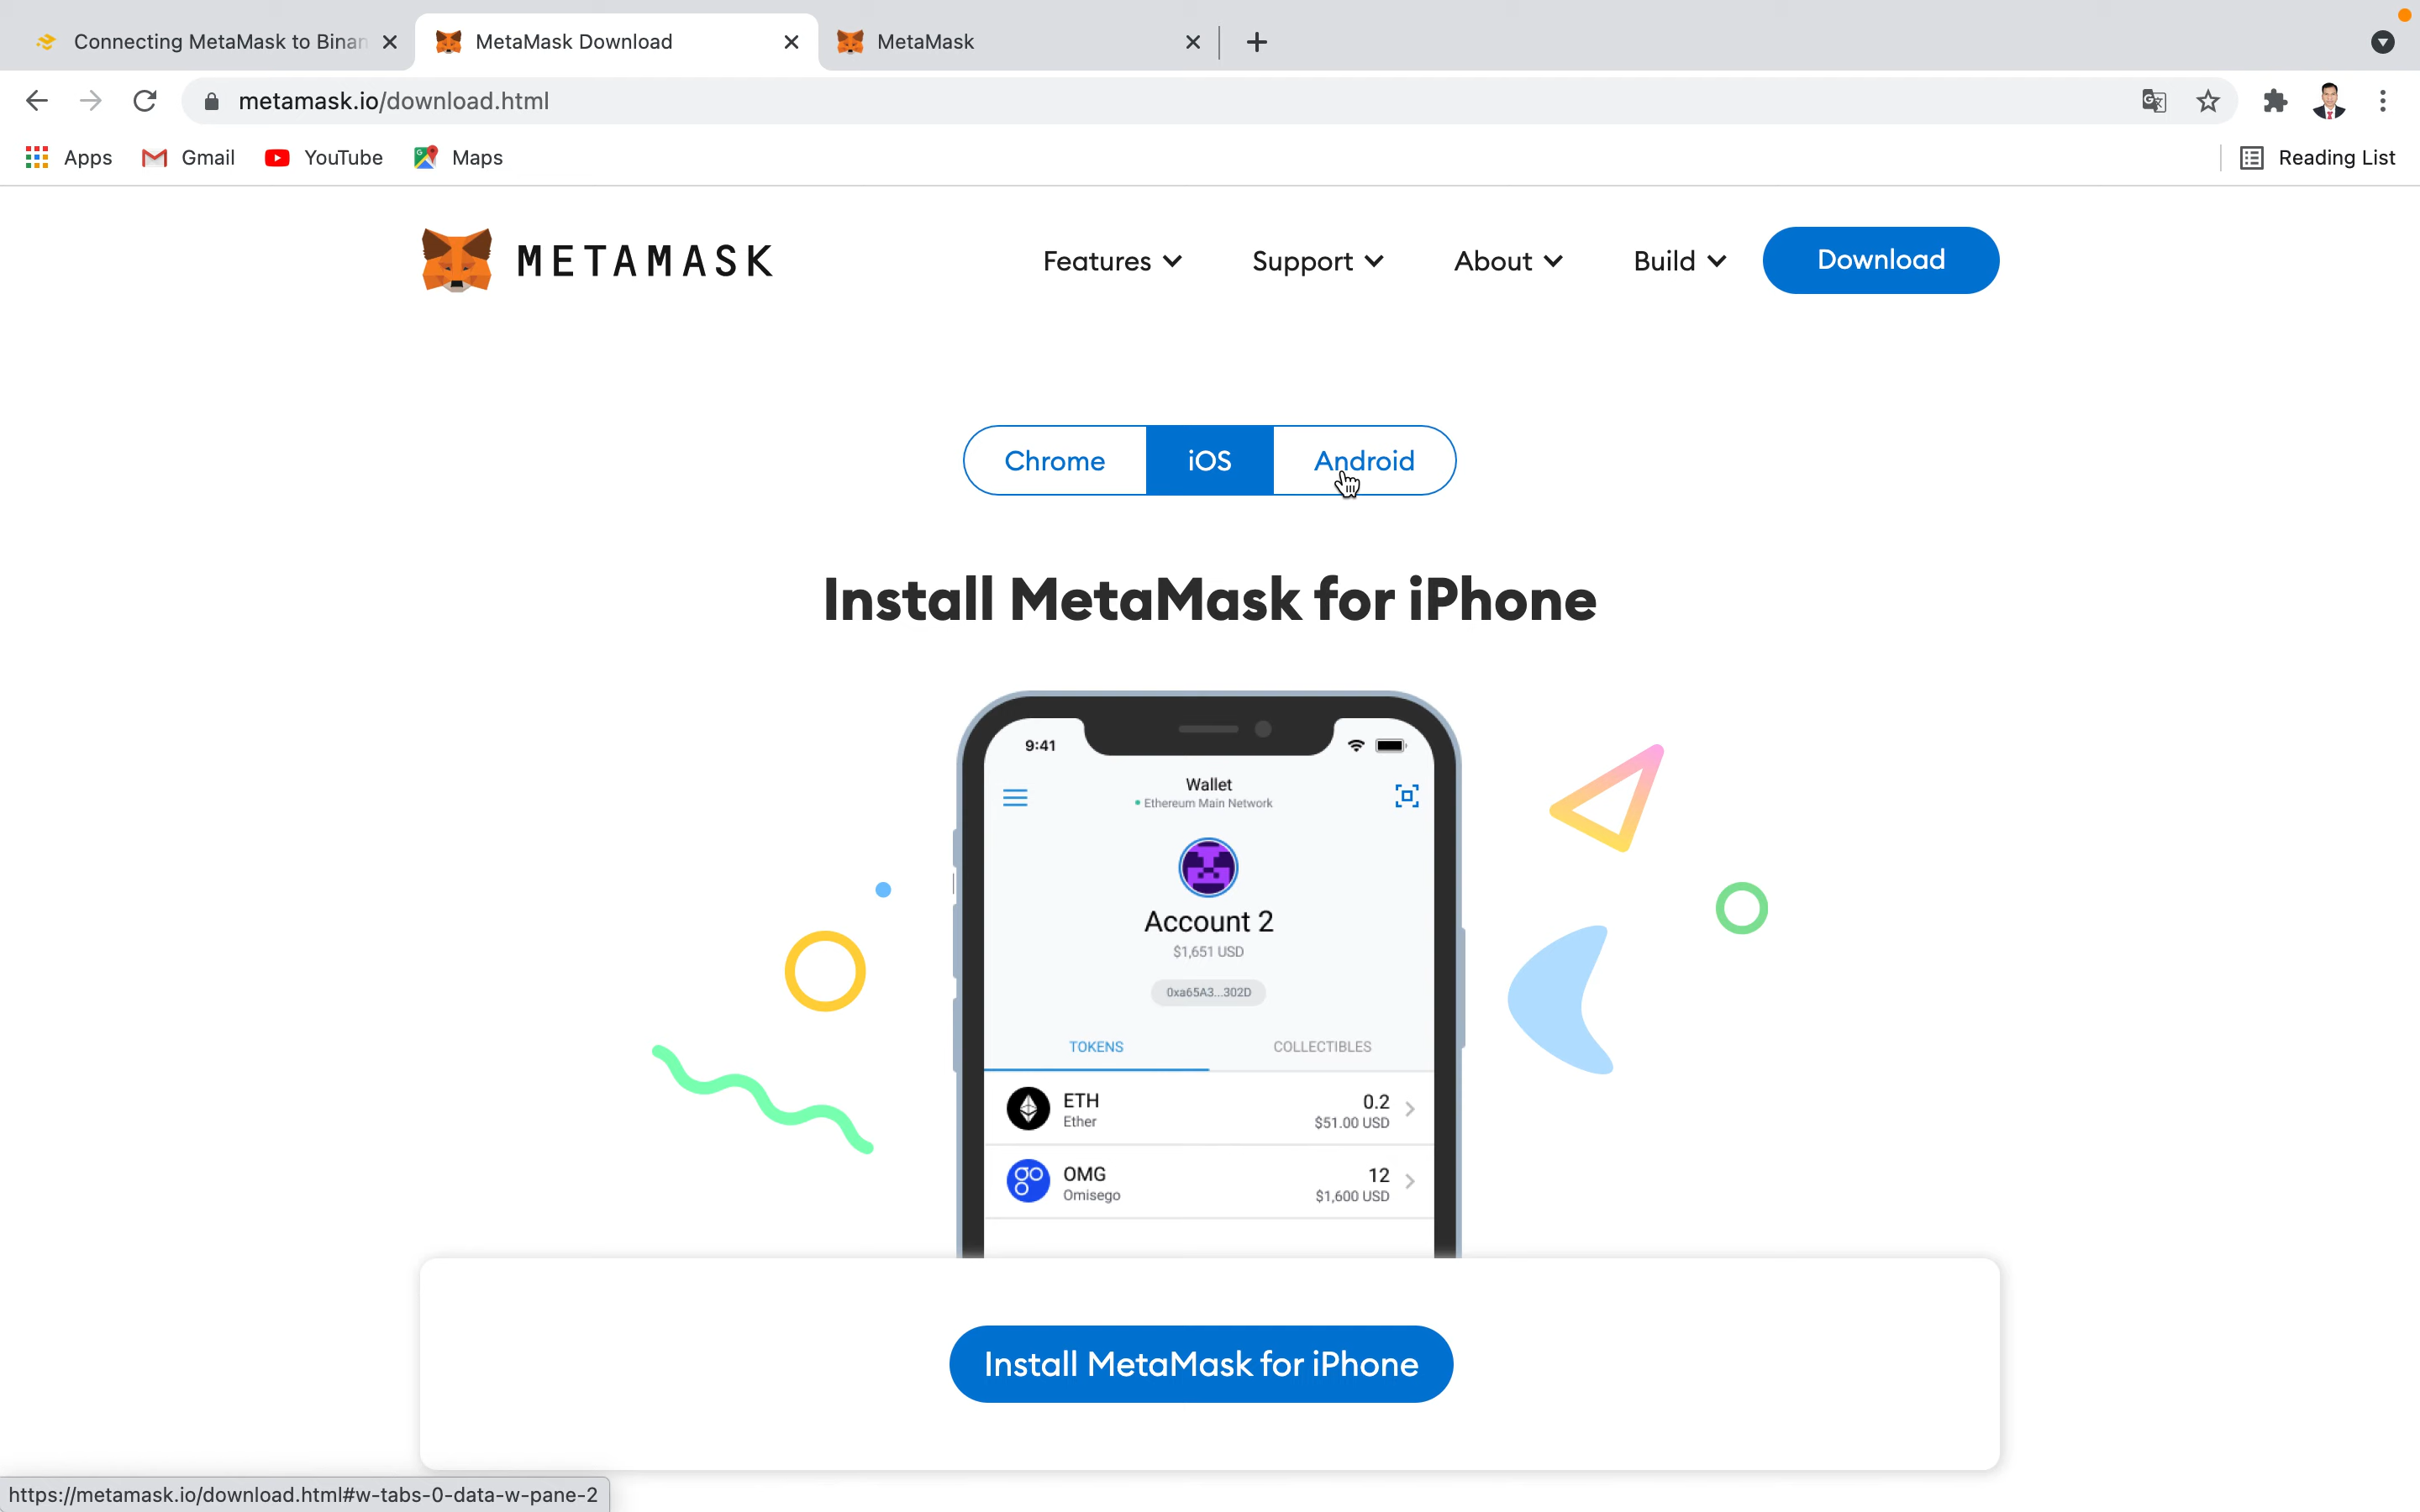 Connecting MetaMask to Binan
MetaMask Download
MetaMask
metamask.io/download.html
Apps
Gmail
YouTube
Maps
Reading List
METAMASK
Features
Support
About
Build
Download
Chrome
iOS
Android
Install MetaMask for iPhone
9:41
Wallet
Ethereum Main Network
Account 2
$1,651 USD
0xa65A3...302D
TOKENS
COLLECTIBLES
ETH
0.2
Ether
$51.00 USD
OMG
12
Omisego
$1,600 USD
Install MetaMask for iPhone
https://metamask.io/download.html#w-tabs-0-data-w-pane-2